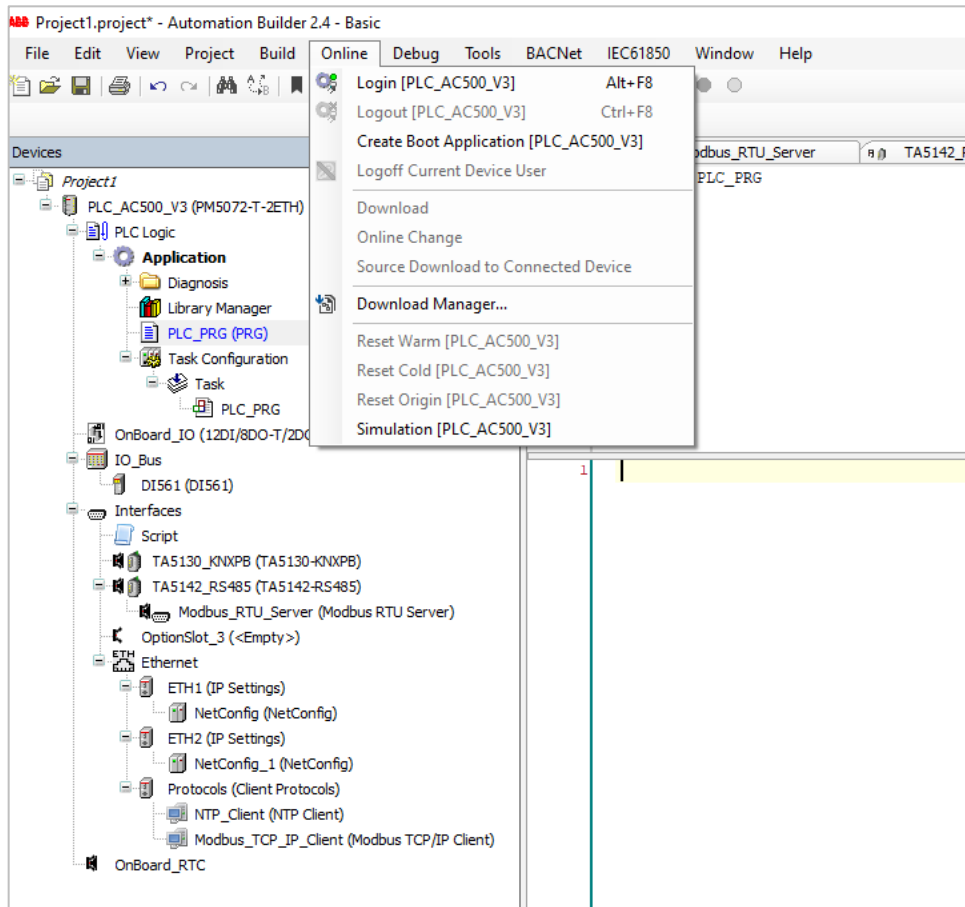 ABB Project1.project* - Automation Builder 2.4 - Basic
File Edit View Project Build Online Debug Tools BACNet IEC61850 Window Help
Login [PLC_AC500_V3] Alt+F8
Logout [PLC_AC500_V3] Ctrl+F8
Create Boot Application [PLC_AC500_V3]
Logoff Current Device User
Download
Online Change
Source Download to Connected Device
Download Manager...
Reset Warm [PLC_AC500_V3]
Reset Cold [PLC_AC500_V3]
Reset Origin [PLC_AC500_V3]
Simulation [PLC_AC500_V3]
Devices
Project1
PLC_AC500_V3 (PM5072-T-2ETH)
PLC Logic
Application
Diagnosis
Library Manager
PLC_PRG (PRG)
Task Configuration
Task
PLC_PRG
OnBoard_IO (12DI/8DO-T/2DO
IO_Bus
DI561 (DI561)
Interfaces
Script
TA5130_KNXPB (TA5130-KNXPB)
TA5142_RS485 (TA5142-RS485)
Modbus_RTU_Server (Modbus RTU Server)
OptionSlot_3 (<Empty>)
ETH Ethernet
ETH1 (IP Settings)
NetConfig (NetConfig)
ETH2 (IP Settings)
NetConfig_1 (NetConfig)
Protocols (Client Protocols)
NTP_Client (NTP Client)
Modbus_TCP_IP_Client (Modbus TCP/IP Client)
OnBoard_RTC
dbus_RTU_Server TA5142_
PLC_PRG
1